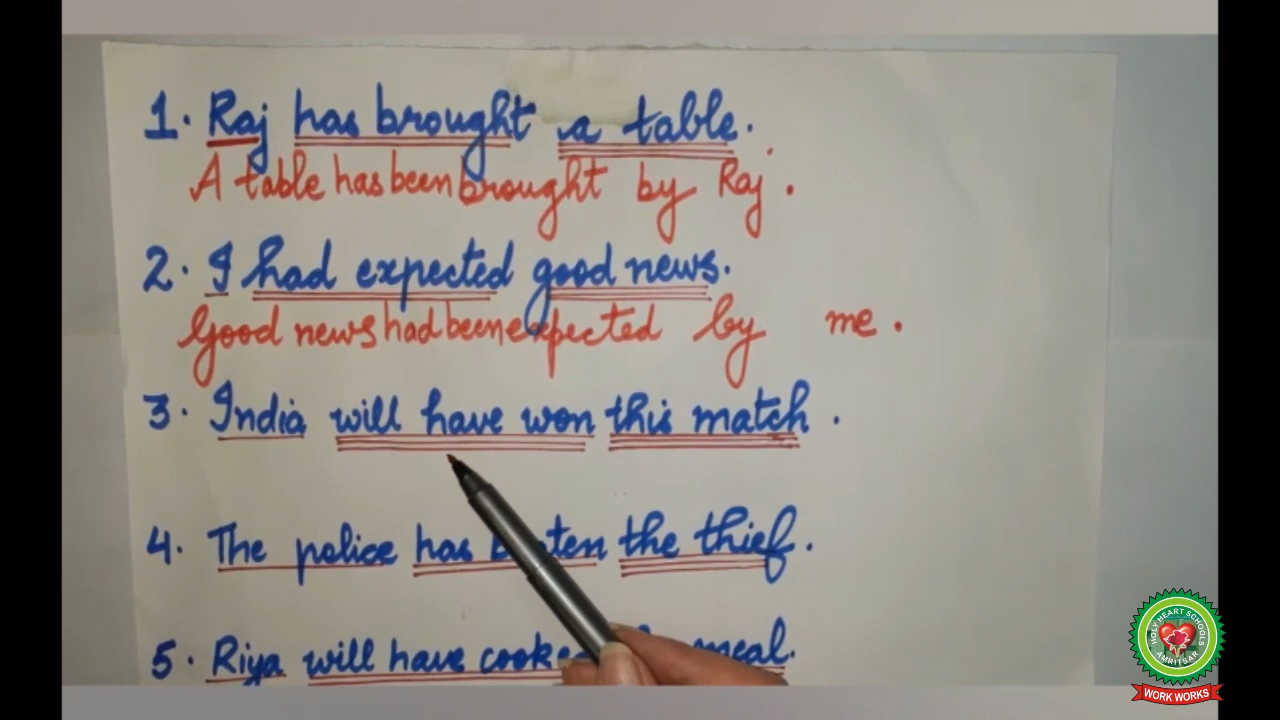 1. Raj has brought a table.
A table has been brought by Raj.
2. I had expected good news.
Good news had been expected by me.
3. India will have won this match.
4. The police has the thief.
5. Riya will have meal.
HOLY HEART SCHOOLS
AMRITSAR
WORK WORKS